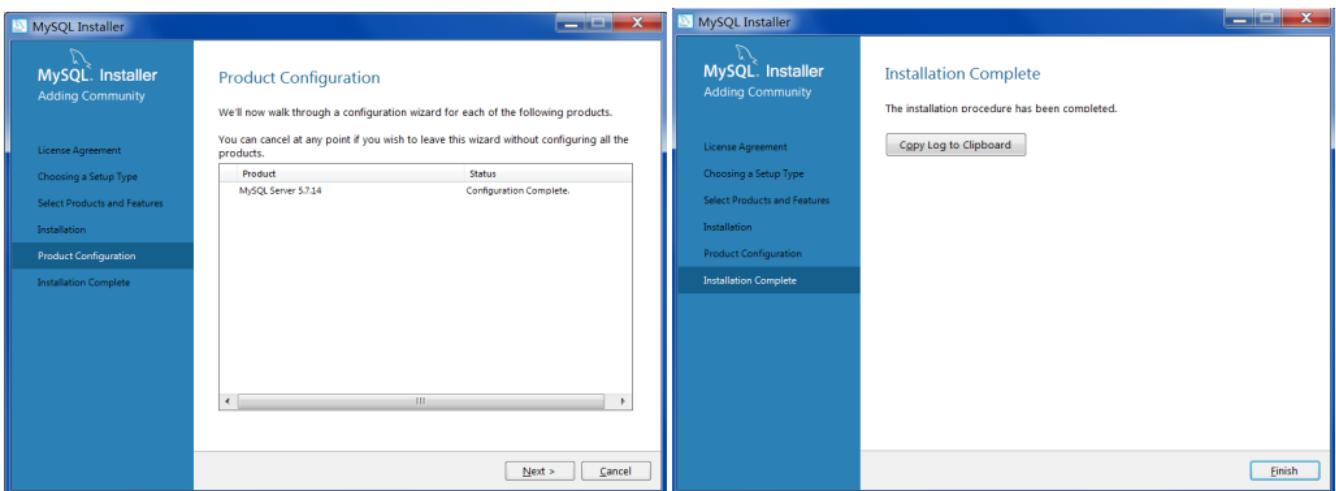 MySQL Installer
MySQL. Installer
Adding Community
License Agreement
Choosing a Setup Type
Select Products and Features
Installation
Product Configuration
Installation Complete
Product Configuration
We'll now walk through a configuration wizard for each of the following products.
You can cancel at any point if you wish to leave this wizard without configuring all the
products.
Product Status
MySQL Server 5.7.14 Configuration Complete.
Next > Cancel
MySQL Installer
MySQL. Installer
Adding Community
License Agreement
Choosing a Setup Type
Select Products and Features
Installation
Product Configuration
Installation Complete
Installation Complete
The installation procedure has been completed.
Copy Log to Clipboard
Finish